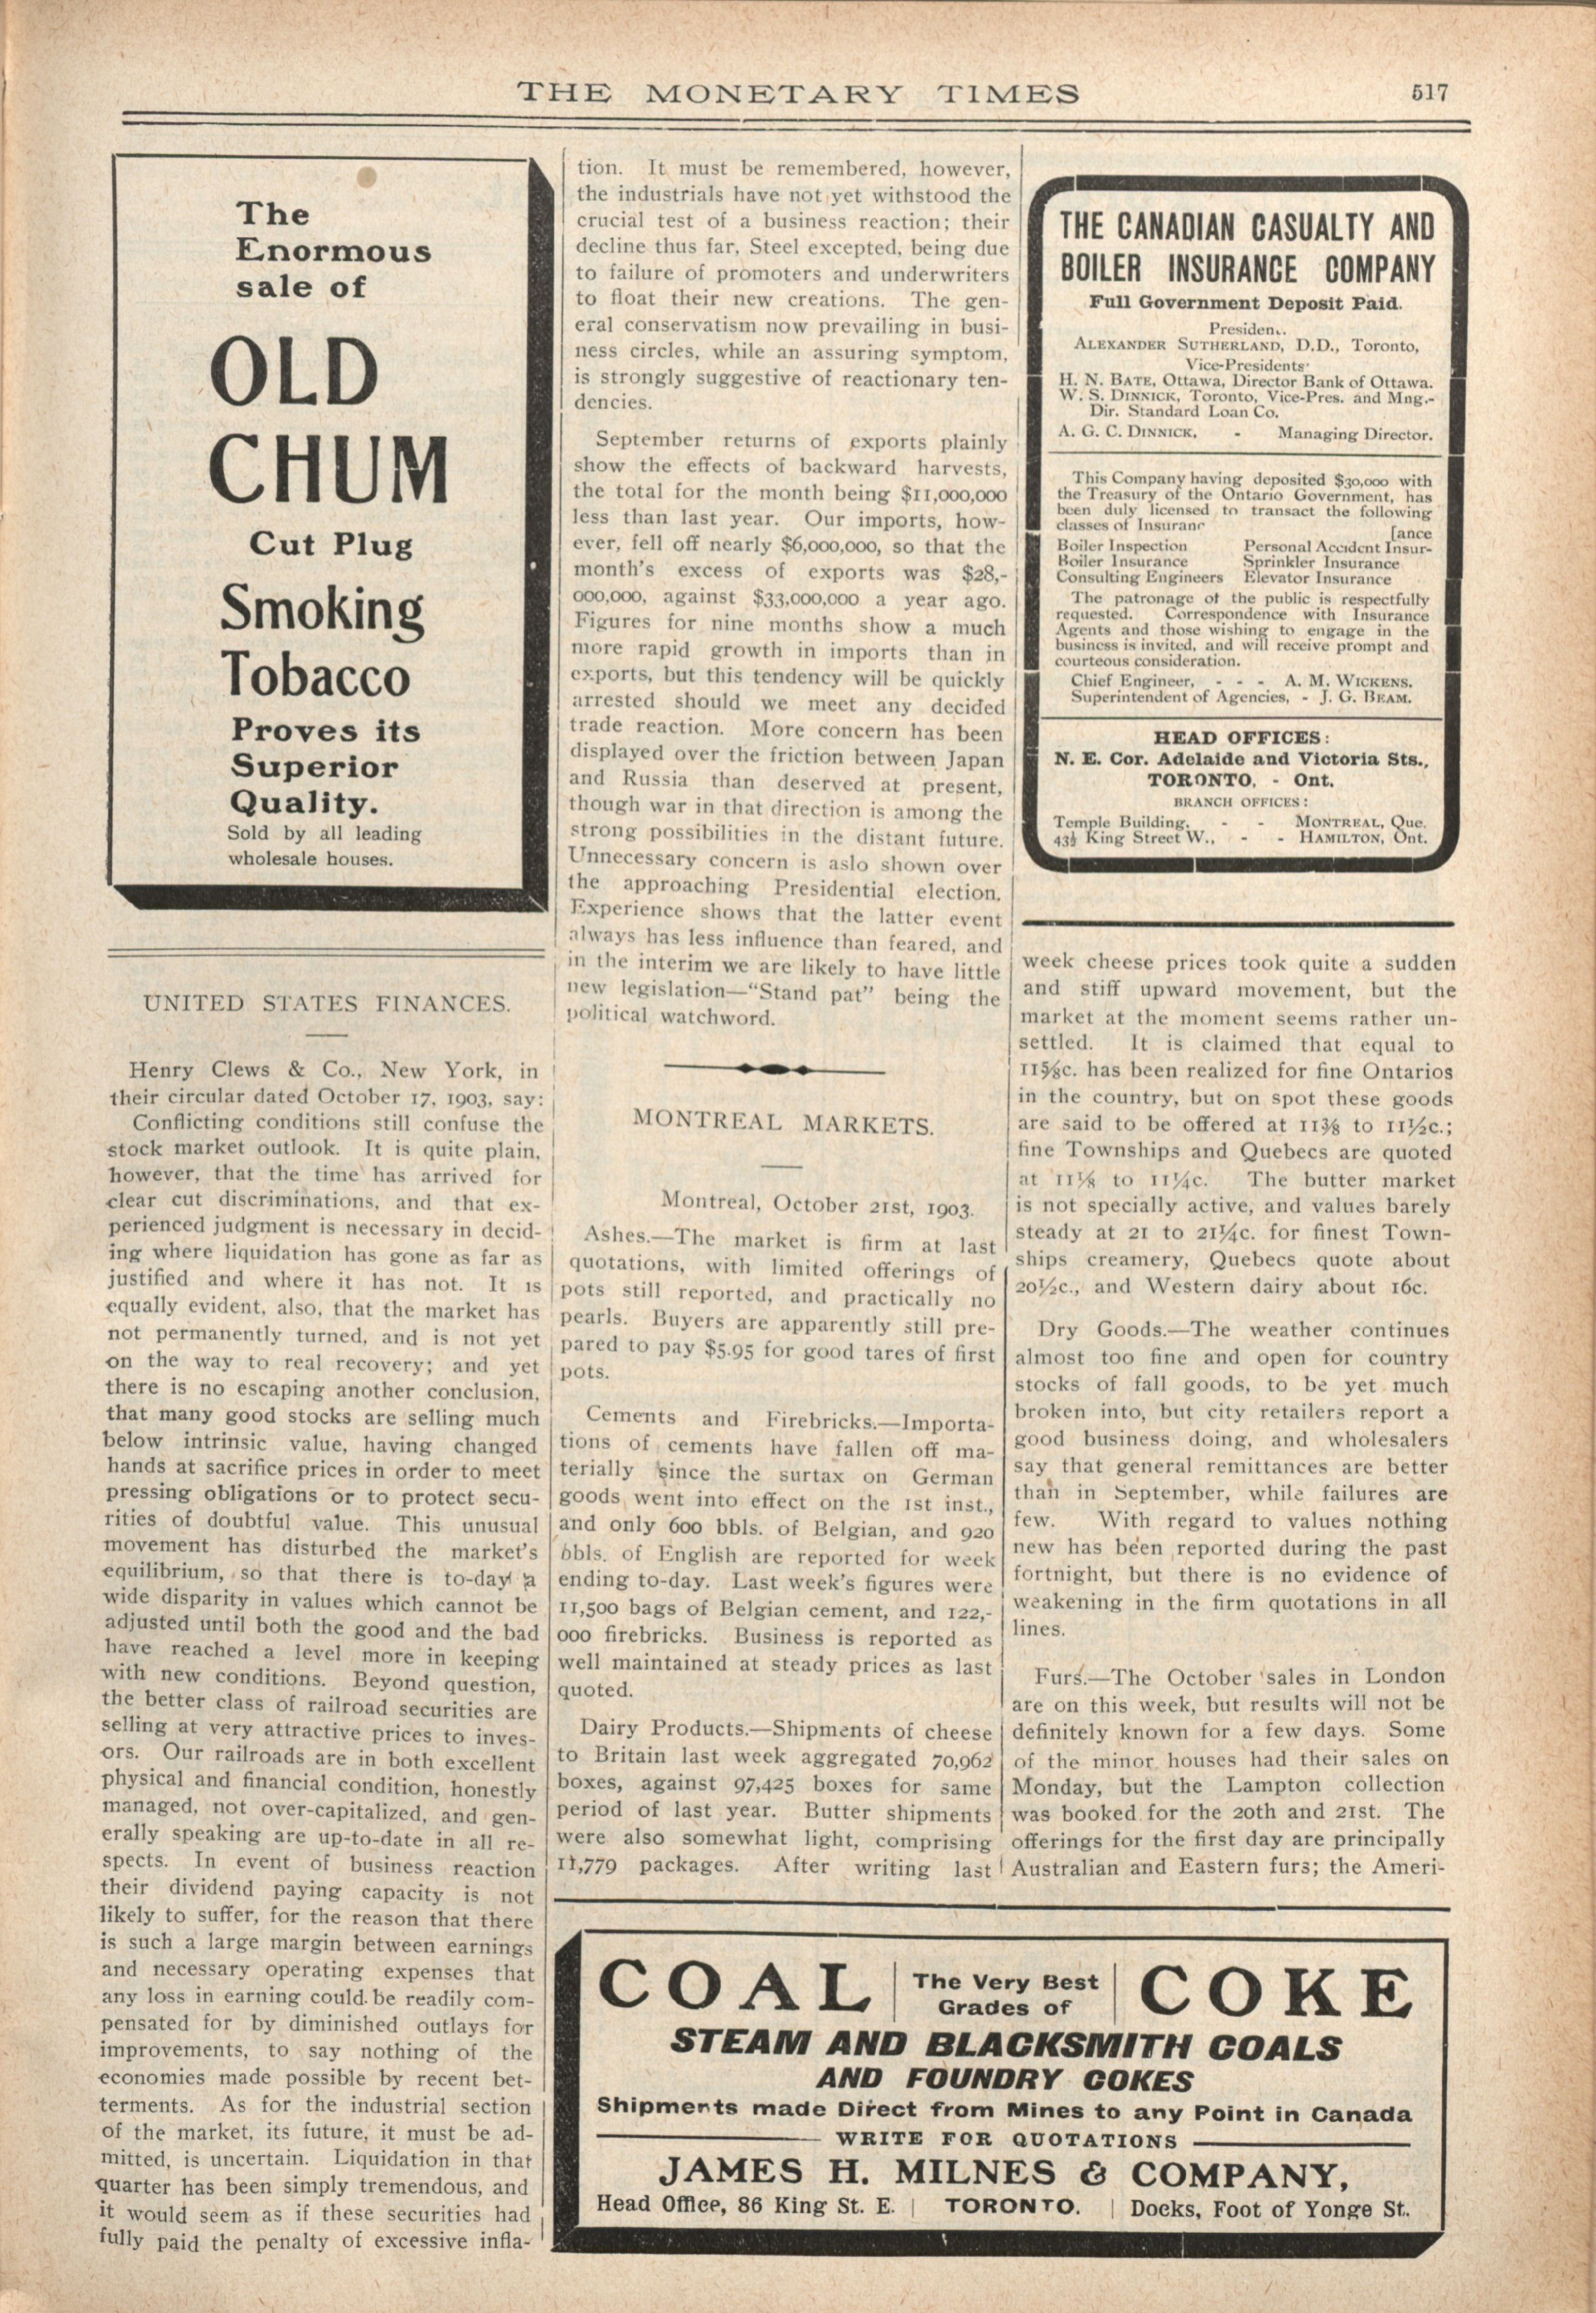 THE MONETARY TIMES
517
The
Enormous
sale of
OLD
CHUM
Cut Plug
Smoking
Tobacco
Proves its
Superior
Quality.
Sold by all leading
wholesale houses.
UNITED STATES FINANCES.
Henry Clews & Co., New York, in
their circular dated October 17, 1903, say:
Conflicting conditions still confuse the
stock market outlook. It is quite plain,
however, that the time has arrived for
clear cut discriminations, and that ex-
perienced judgment is necessary in decid-
ing where liquidation has gone as far as
justified and where it has not. It is
equally evident, also, that the market has
not permanently turned, and is not yet
on the way to real recovery; and yet
there is no escaping another conclusion,
that many good stocks are selling much
below intrinsic value, having changed
hands at sacrifice prices in order to meet
pressing obligations or to protect secu-
rities of doubtful value. This unusual
movement has disturbed the market's
equilibrium, so that there is to-day a
wide disparity in values which cannot be
adjusted until both the good and the bad
have reached a level more in keeping
with new conditions. Beyond question,
the better class of railroad securities are
selling at very attractive prices to inves-
ors. Our railroads are in both excellent
physical and financial condition, honestly
managed, not over-capitalized, and gen-
erally speaking are up-to-date in all re-
spects. In event of business reaction
their dividend paying capacity is not
likely to suffer, for the reason that there
is such a large margin between earnings
and necessary operating expenses that
any loss in earning could be readily com-
pensated for by diminished outlays for
improvements, to say nothing of the
economies made possible by recent bet-
terments. As for the industrial section
of the market, its future, it must be ad-
mitted, is uncertain. Liquidation in that
quarter has been simply tremendous, and
it would seem as if these securities had
fully paid the penalty of excessive infla-
tion. It must be remembered, however,
the industrials have not yet withstood the
crucial test of a business reaction; their
decline thus far, Steel excepted, being due
to failure of promoters and underwriters
to float their new creations. The gen-
eral conservatism now prevailing in busi-
ness circles, while an assuring symptom,
is strongly suggestive of reactionary ten-
dencies.
September returns of exports plainly
show the effects of backward harvests,
the total for the month being $11,000,000
less than last year. Our imports, how-
ever, fell off nearly $6,000,000, so that the
month's excess of exports was $28,-
000,000, against $33,000,000 a year ago.
Figures for nine months show a much
more rapid growth in imports than in
exports, but this tendency will be quickly
arrested should we meet any decided
trade reaction. More concern has been
displayed over the friction between Japan
and Russia than deserved at present,
though war in that direction is among the
strong possibilities in the distant future.
Unnecessary concern is aslo shown over
the approaching Presidential election.
Experience shows that the latter event
always has less influence than feared, and
in the interim we are likely to have little
new legislation—"Stand pat" being the
political watchword.
MONTREAL MARKETS.
Montreal, October 21st, 1903.
Ashes.—The market is firm at last
quotations, with limited offerings of
pots still reported, and practically no
pearls. Buyers are apparently still pre-
pared to pay $5.95 for good tares of first
pots.
Cements and Firebricks.—Importa-
tions of cements have fallen off ma-
terially since the surtax on German
goods went into effect on the 1st inst.,
and only 600 bbls. of Belgian, and 920
bbls. of English are reported for week
ending to-day. Last week's figures were
11,500 bags of Belgian cement, and 122,-
000 firebricks. Business is reported as
well maintained at steady prices as last
quoted.
Dairy Products.—Shipments of cheese
to Britain last week aggregated 70,962
boxes, against 97,425 boxes for same
period of last year. Butter shipments
were also somewhat light, comprising
11,779 packages. After writing last
THE CANADIAN CASUALTY AND
BOILER INSURANCE COMPANY
Full Government Deposit Paid.
Presiden..
ALEXANDER SUTHERLAND, D.D., Toronto,
Vice-Presidents
H. N. BATE, Ottawa, Director Bank of Ottawa.
W. S. DINNICK, Toronto, Vice-Pres. and Mng.-
Dir. Standard Loan Co.
A. G. C. DINNICK, - Managing Director.
This Company having deposited $30,000 with
the Treasury of the Ontario Government, has
been duly licensed to transact the following
classes of Insuranc
[ance
Boiler Inspection Personal Accident Insur-
Boiler Insurance Sprinkler Insurance
Consulting Engineers Elevator Insurance
The patronage of the public is respectfully
requested. Correspondence with Insurance
Agents and those wishing to engage in the
business is invited, and will receive prompt and
courteous consideration.
Chief Engineer, - - - A. M. WICKENS.
Superintendent of Agencies, - J. G. BEAM.
HEAD OFFICES:
N. E. Cor. Adelaide and Victoria Sts.,
TORONTO, - Ont.
BRANCH OFFICES:
Temple Building, - - MONTREAL, Que.
43½ King Street W., - - HAMILTON, Ont.
week cheese prices took quite a sudden
and stiff upward movement, but the
market at the moment seems rather un-
settled. It is claimed that equal to
11⅝c. has been realized for fine Ontarios
in the country, but on spot these goods
are said to be offered at 11⅜ to 11½c.;
fine Townships and Quebecs are quoted
at 11⅛ to 11¼c. The butter market
is not specially active, and values barely
steady at 21 to 21¼c. for finest Town-
ships creamery, Quebecs quote about
20½c., and Western dairy about 16c.
Dry Goods.—The weather continues
almost too fine and open for country
stocks of fall goods, to be yet much
broken into, but city retailers report a
good business doing, and wholesalers
say that general remittances are better
than in September, while failures are
few. With regard to values nothing
new has been reported during the past
fortnight, but there is no evidence of
weakening in the firm quotations in all
lines.
Furs.—The October sales in London
are on this week, but results will not be
definitely known for a few days. Some
of the minor houses had their sales on
Monday, but the Lampton collection
was booked for the 20th and 21st. The
offerings for the first day are principally
Australian and Eastern furs; the Ameri-
COAL The Very Best Grades of COKE
STEAM AND BLACKSMITH COALS
AND FOUNDRY COKES
Shipments made Direct from Mines to any Point in Canada
WRITE FOR QUOTATIONS
JAMES H. MILNES & COMPANY,
Head Office, 86 King St. E. | TORONTO. | Docks, Foot of Yonge St.